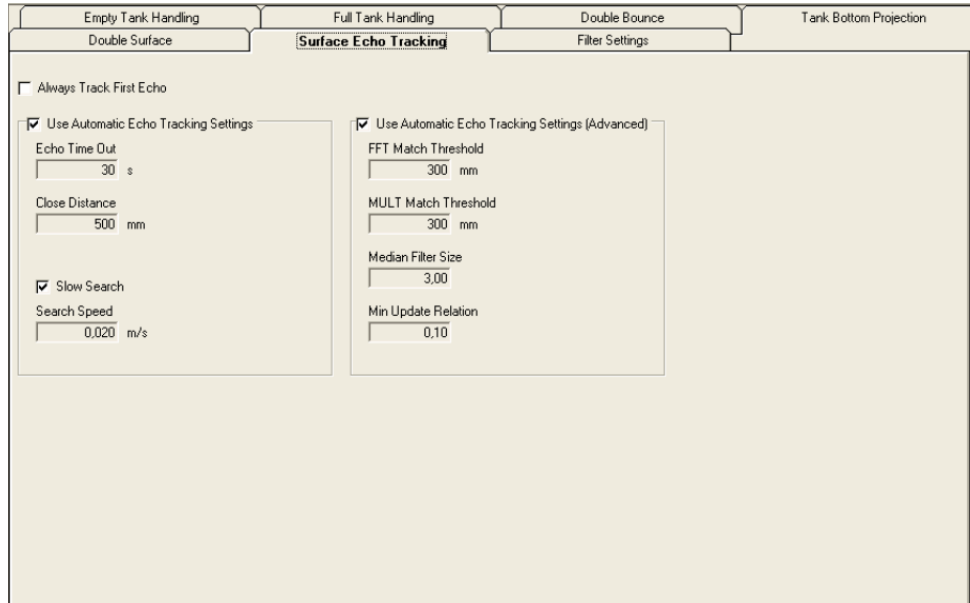 Empty Tank Handling
Full Tank Handling
Double Bounce
Tank Bottom Projection
Double Surface
Surface Echo Tracking
Filter Settings
Always Track First Echo
Use Automatic Echo Tracking Settings
Echo Time Out
30 s
Close Distance
500 mm
Slow Search
Search Speed
0,020 m/s
Use Automatic Echo Tracking Settings (Advanced)
FFT Match Threshold
300 mm
MULT Match Threshold
300 mm
Median Filter Size
3,00
Min Update Relation
0,10